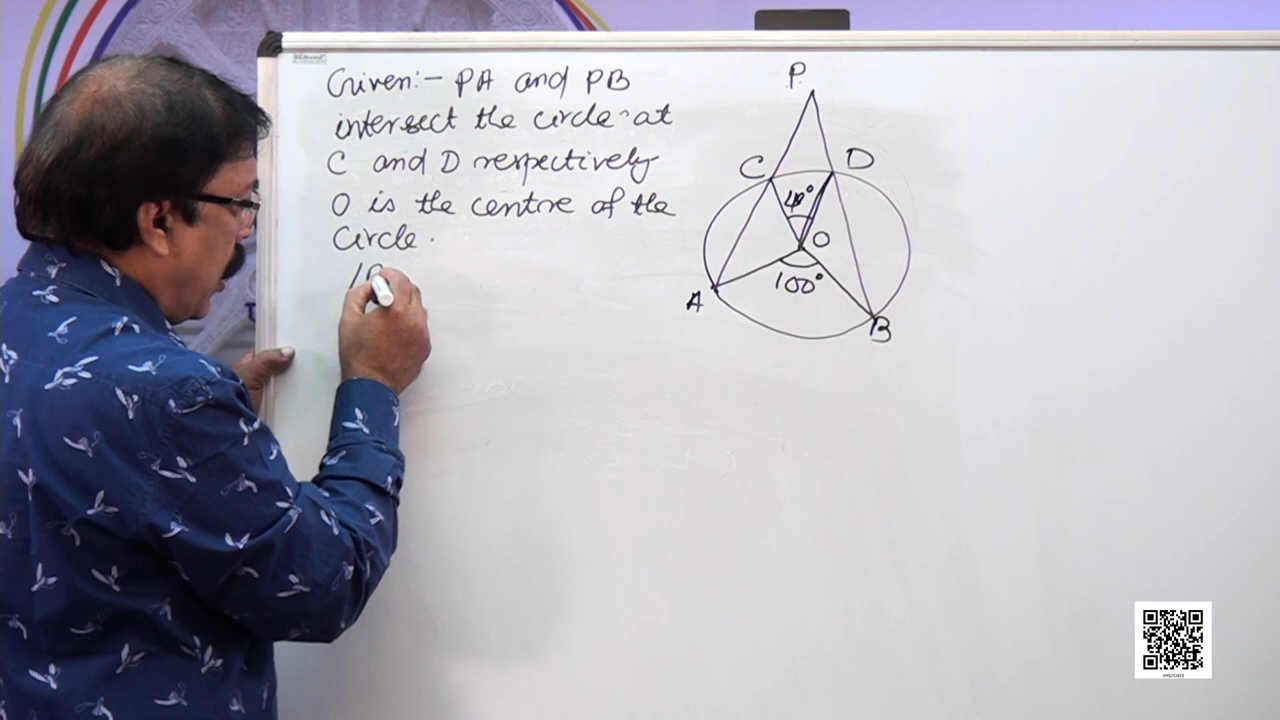 Given:- PA and PB
intersect the circle at
C and D respectively
O is the centre of the
circle.
P
C
D
40°
O
100°
A
B